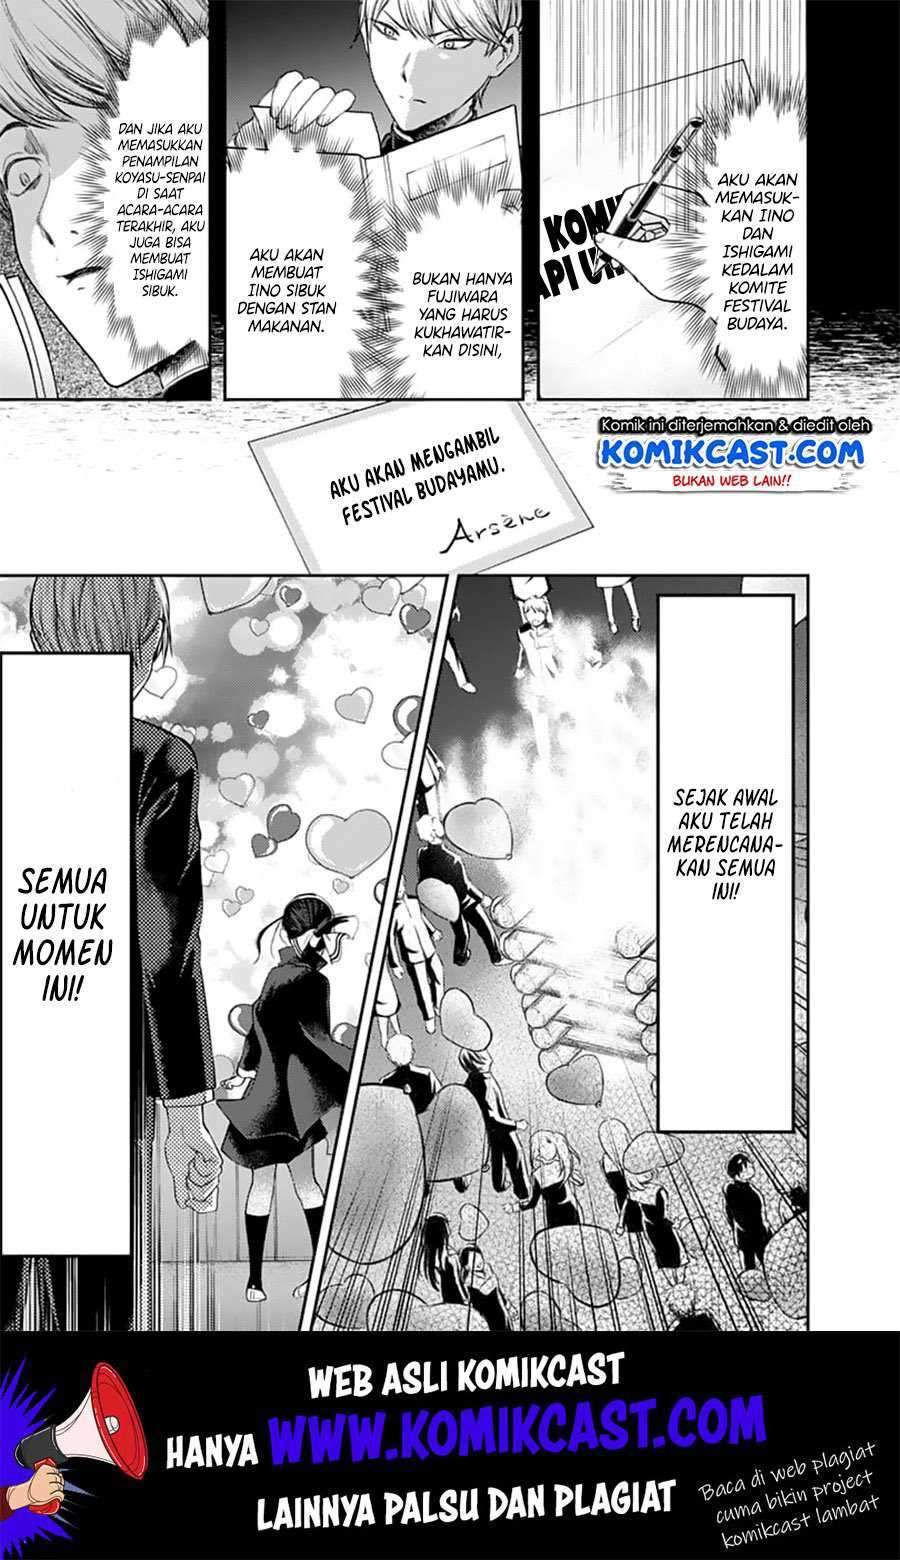 AKU AKAN
MEMASUK-
KAN IINO
DAN
ISHIGAMI
KEDALAM
KOMITE
FESTIVAL
BUDAYA.
KOMI
API U
BUKAN HANYA
FUJIWARA
YANG HARUS
KUKHAWATIR-
KAN DISINI,
AKU AKAN
MEMBUAT
IINO SIBUK
DENGAN STAN
MAKANAN.
DAN JIKA AKU
MEMASUKKAN
PENAMPILAN
KOYASU-SENPAI
DI SAAT
ACARA-ACARA
TERAKHIR, AKU
JUGA BISA
MEMBUAT
ISHIGAMI
SIBUK.
Komik ini diterjemahkan & diedit oleh
KOMIKCAST.COM
BUKAN WEB LAIN!!
AKU AKAN MENGAMBIL
FESTIVAL BUDAYAMU.
Arsène
SEJAK AWAL
AKU TELAH
MERENCANA-
KAN SEMUA
INI!
SEMUA
UNTUK
MOMEN
INI!
WEB ASLI KOMIKCAST
HANYA WWW.KOMIKCAST.COM
LAINNYA PALSU DAN PLAGIAT
Baca di web plagiat
cuma bikin project
komikcast lambat